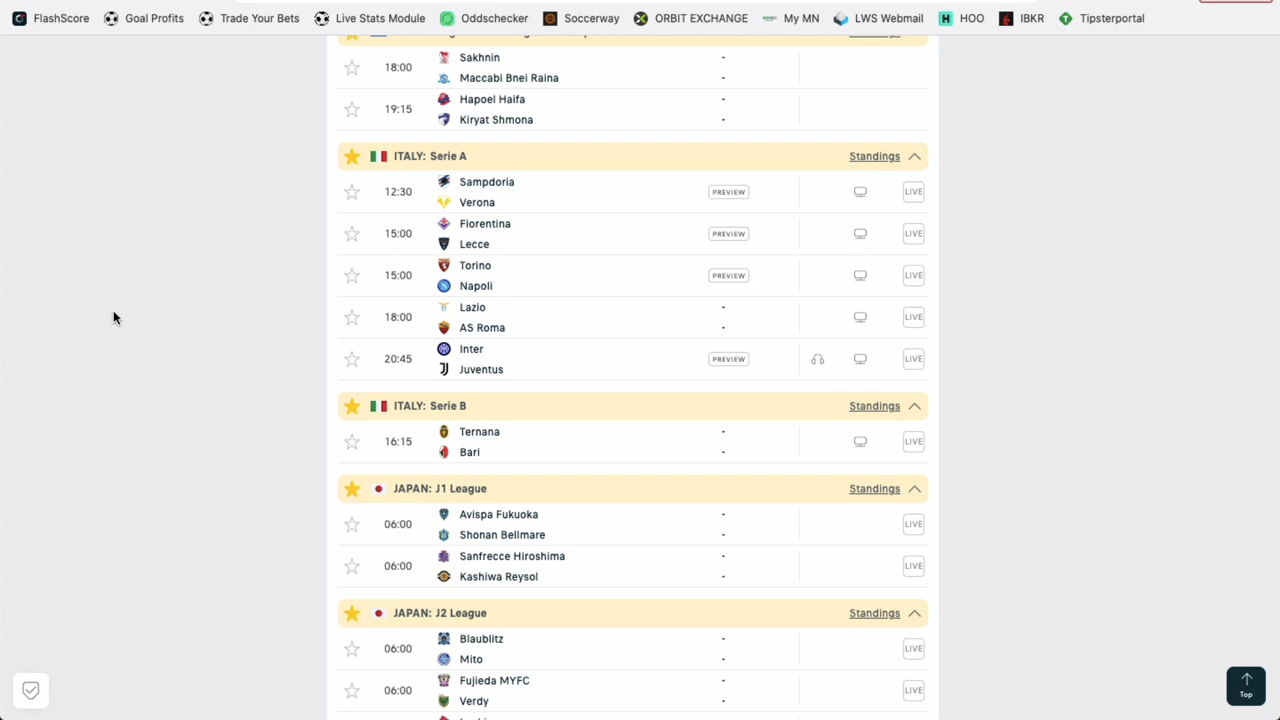 FlashScore Goal Profits Trade Your Bets Live Stats Module Oddschecker Soccerway ORBIT EXCHANGE My MN LWS Webmail HOO IBKR Tipsterportal
Standings
18:00 Sakhnin -
Maccabi Bnei Raina -
19:15 Hapoel Haifa -
Kiryat Shmona -
ITALY: Serie A Standings
12:30 Sampdoria PREVIEW LIVE
Verona
15:00 Fiorentina PREVIEW LIVE
Lecce
15:00 Torino PREVIEW LIVE
Napoli
18:00 Lazio - LIVE
AS Roma -
20:45 Inter PREVIEW LIVE
Juventus
ITALY: Serie B Standings
16:15 Ternana - LIVE
Bari -
JAPAN: J1 League Standings
06:00 Avispa Fukuoka - LIVE
Shonan Bellmare -
06:00 Sanfrecce Hiroshima - LIVE
Kashiwa Reysol -
JAPAN: J2 League Standings
06:00 Blaublitz - LIVE
Mito -
06:00 Fujieda MYFC - LIVE
Verdy -
Top